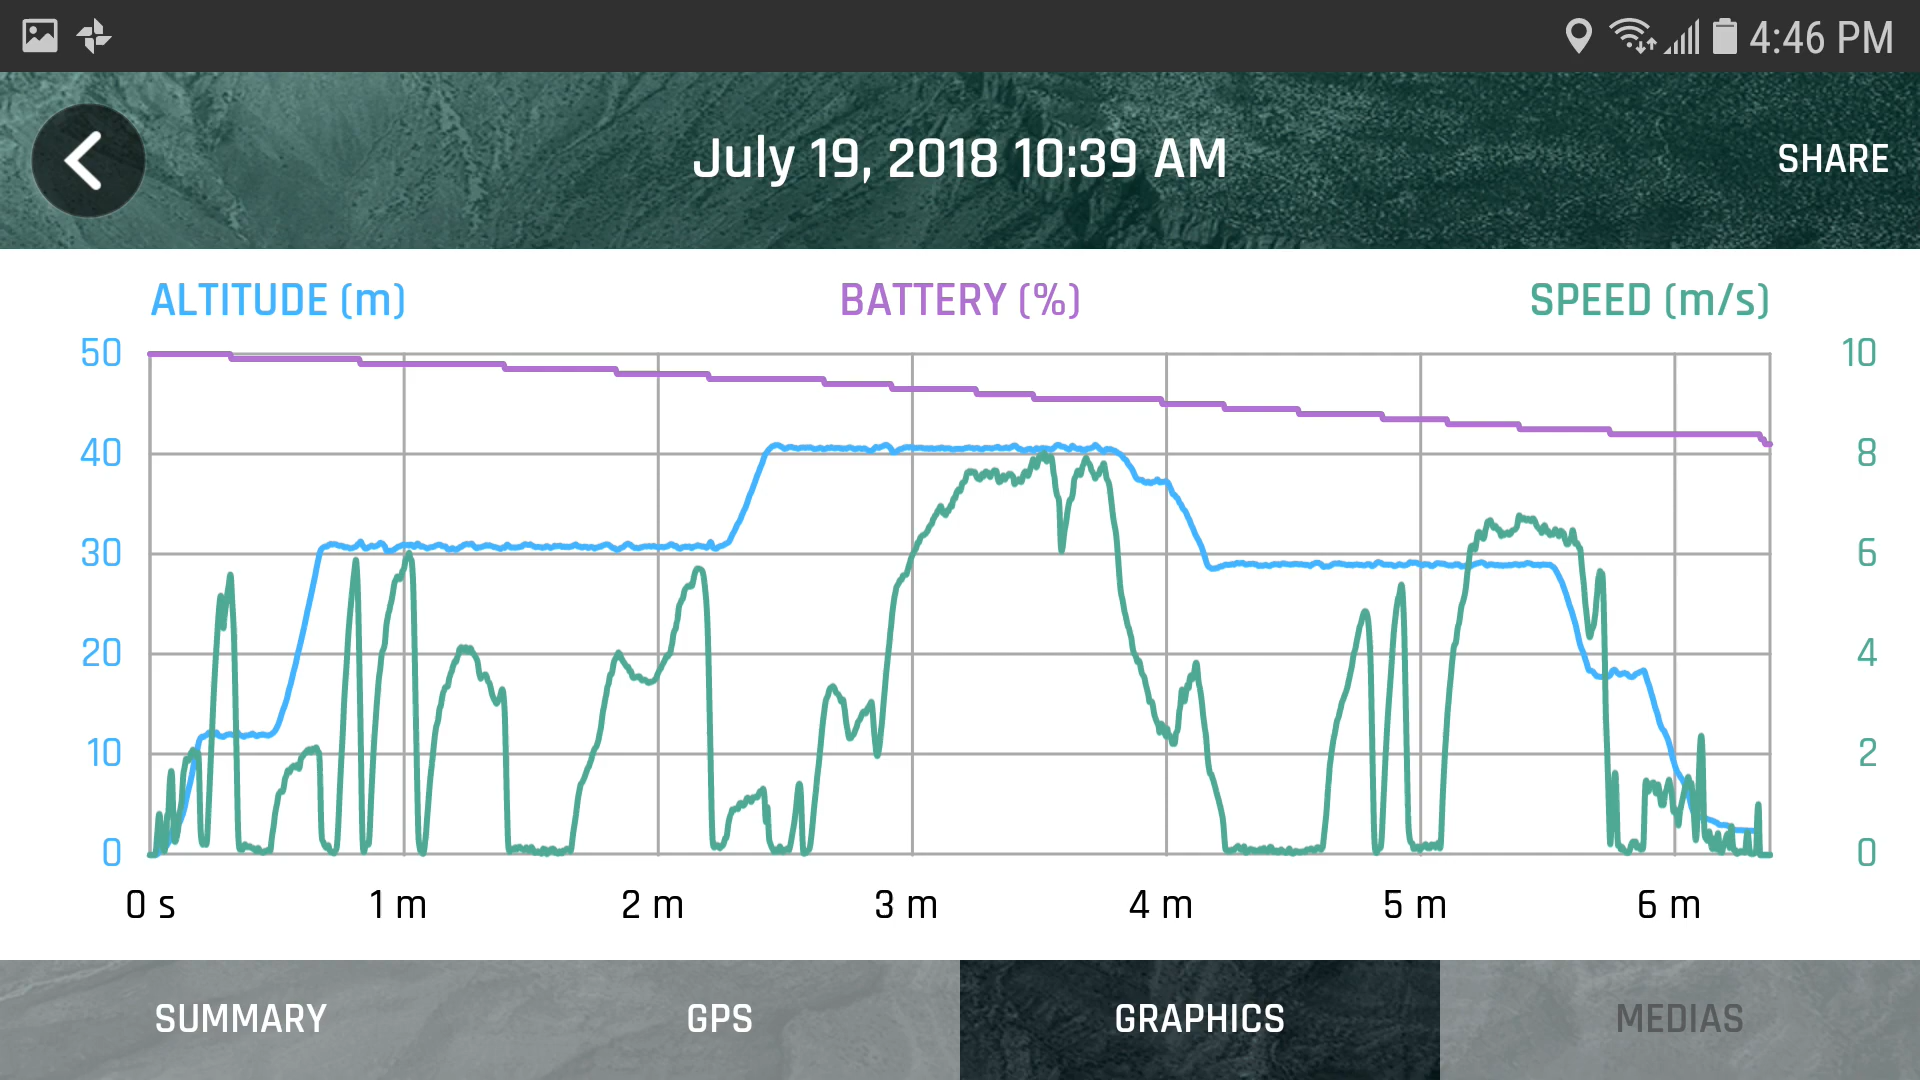 4:46 PM
July 19, 2018 10:39 AM
SHARE
ALTITUDE (m) BATTERY (%) SPEED (m/s)
50 10
40 8
30 6
20 4
10 2
0 0
0 s 1 m 2 m 3 m 4 m 5 m 6 m
SUMMARY GPS GRAPHICS MEDIAS